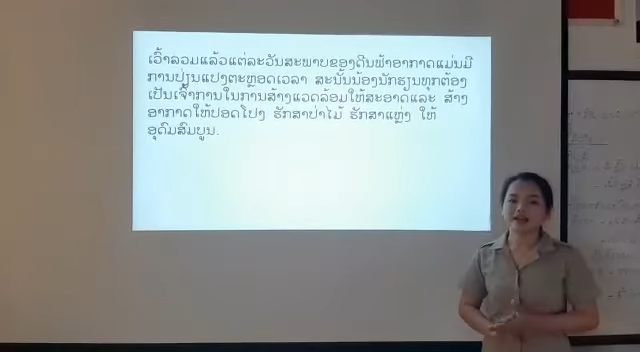 ເວົ້າລວມແລ້ວແຕ່ລະວັນສະພາບຂອງດິນຟ້າອາກາດແມ່ນມີ
ການປ່ຽນແປງຕະຫຼອດເວລາ ສະນັ້ນນ້ອງນັກຮຽນທຸກຕ້ອງ
ເປັນເຈົ້າການໃນການສ້າງແວດລ້ອມໃຫ້ສະອາດແລະ ສ້າງ
ອາກາດໃຫ້ປອດໂປ່ງ ຮັກສາປ່າໄມ້ ຮັກສາແຫຼ່ງ ໃຫ້
ອຸດົມສົມບູນ.